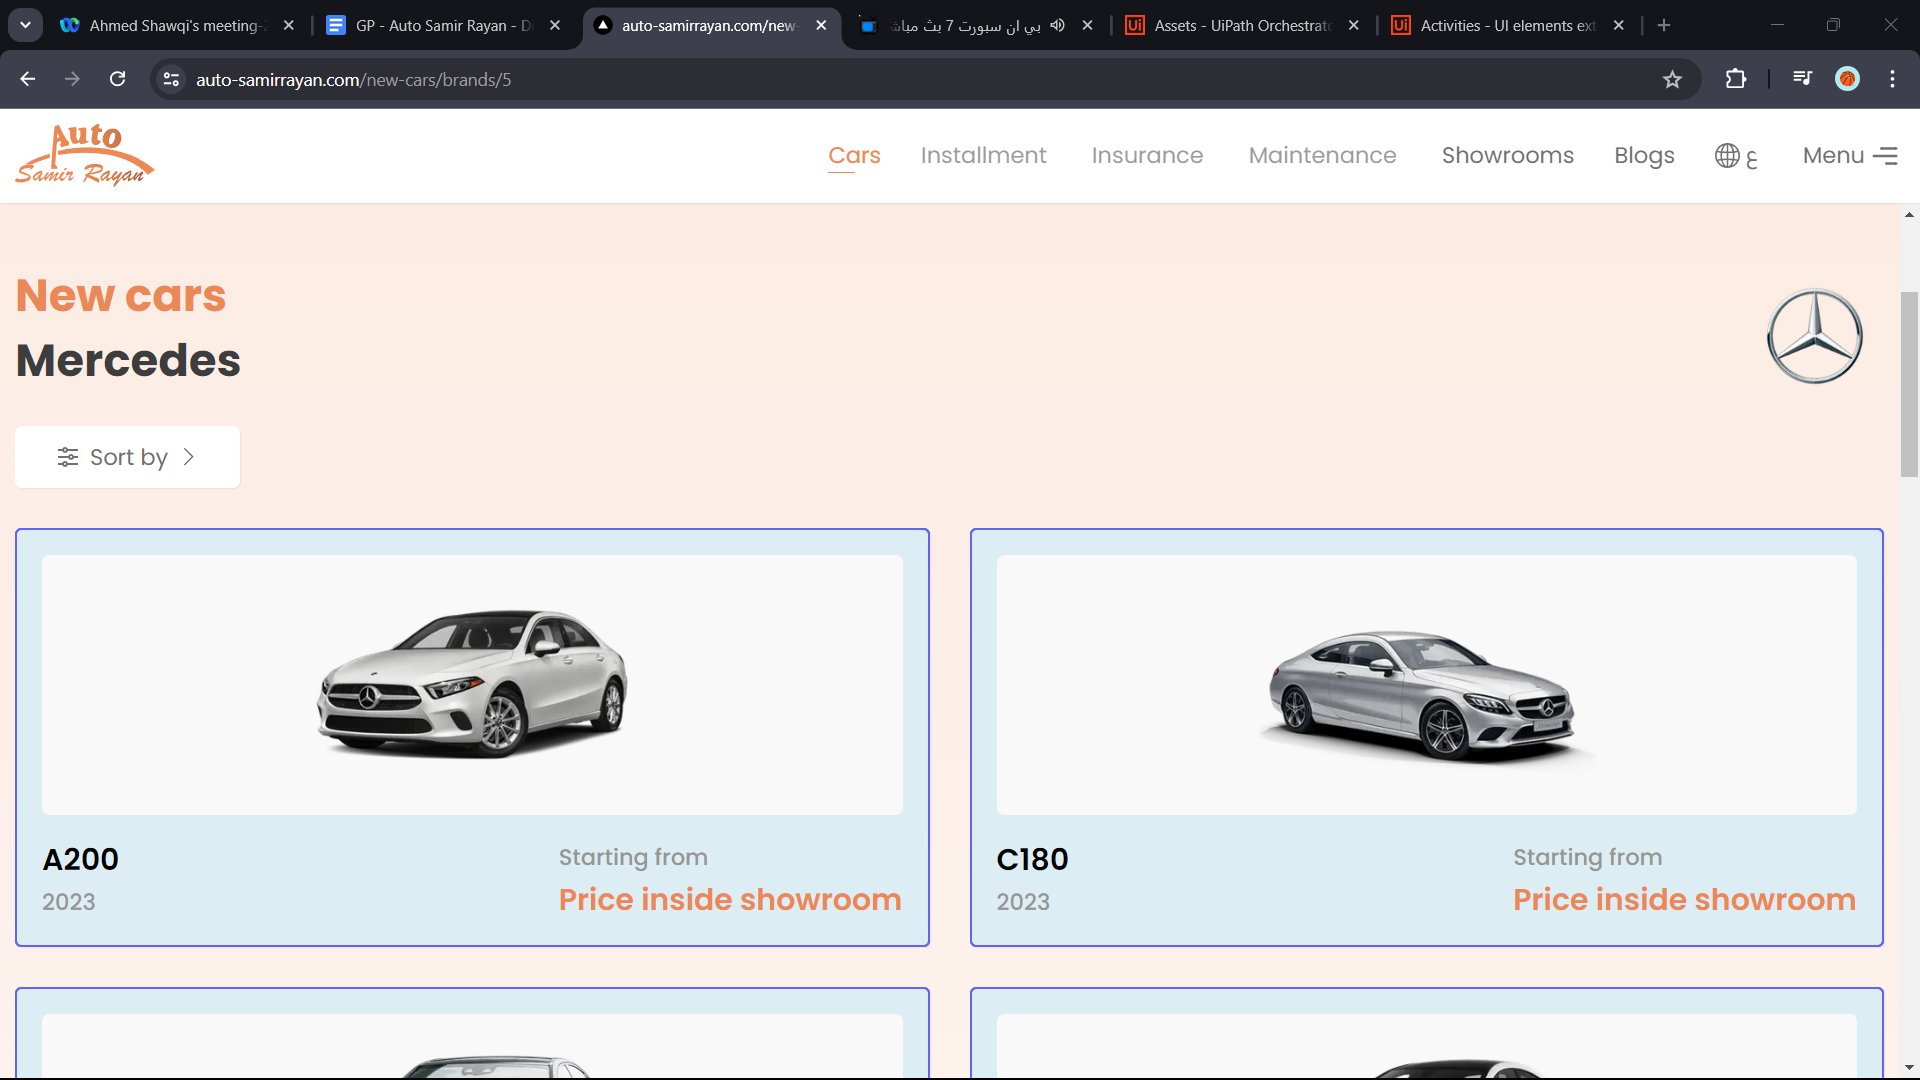 Ahmed Shawqi's meeting-
GP - Auto Samir Rayan - D
auto-samirrayan.com/new-
بي ان سبورت 7 بث مباش
Assets - UiPath Orchestrato
Activities - UI elements ext
auto-samirrayan.com/new-cars/brands/5
Auto
Samir Rayan
Cars
Installment
Insurance
Maintenance
Showrooms
Blogs
ع
Menu
New cars
Mercedes
Sort by
A200
Starting from
2023
Price inside showroom
C180
Starting from
2023
Price inside showroom